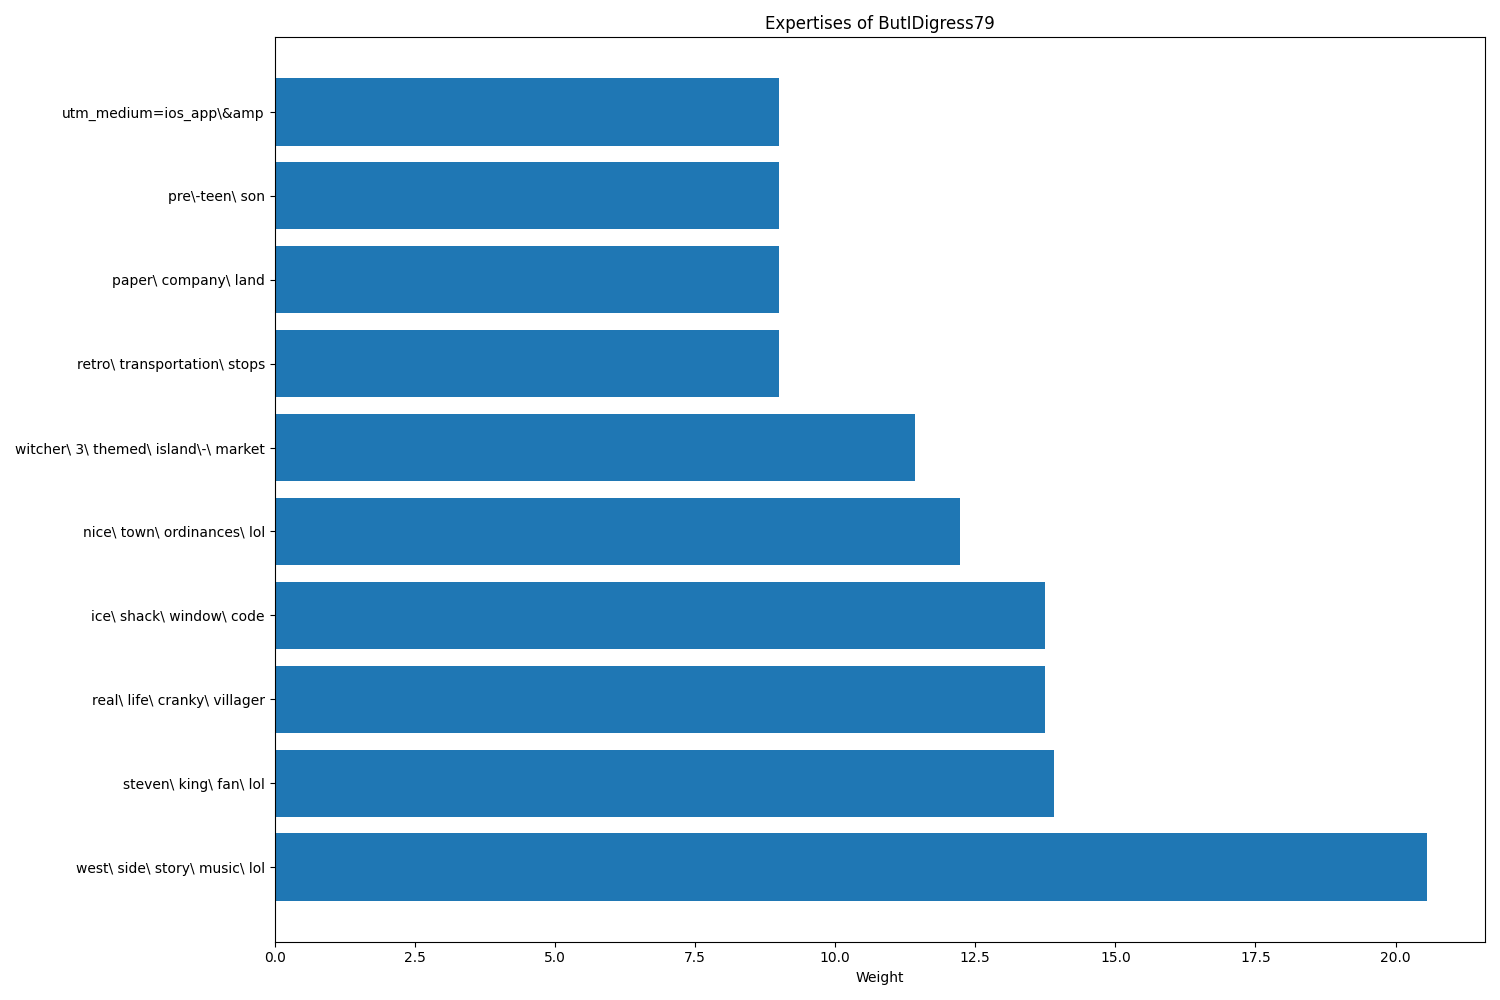 Expertises of ButIDigress79
utm_medium=ios_app\&amp
pre\-teen\ son
paper\ company\ land
retro\ transportation\ stops
witcher\ 3\ themed\ island\-\ market
nice\ town\ ordinances\ lol
ice\ shack\ window\ code
real\ life\ cranky\ villager
steven\ king\ fan\ lol
west\ side\ story\ music\ lol
0.0 2.5 5.0 7.5 10.0 12.5 15.0 17.5 20.0
Weight